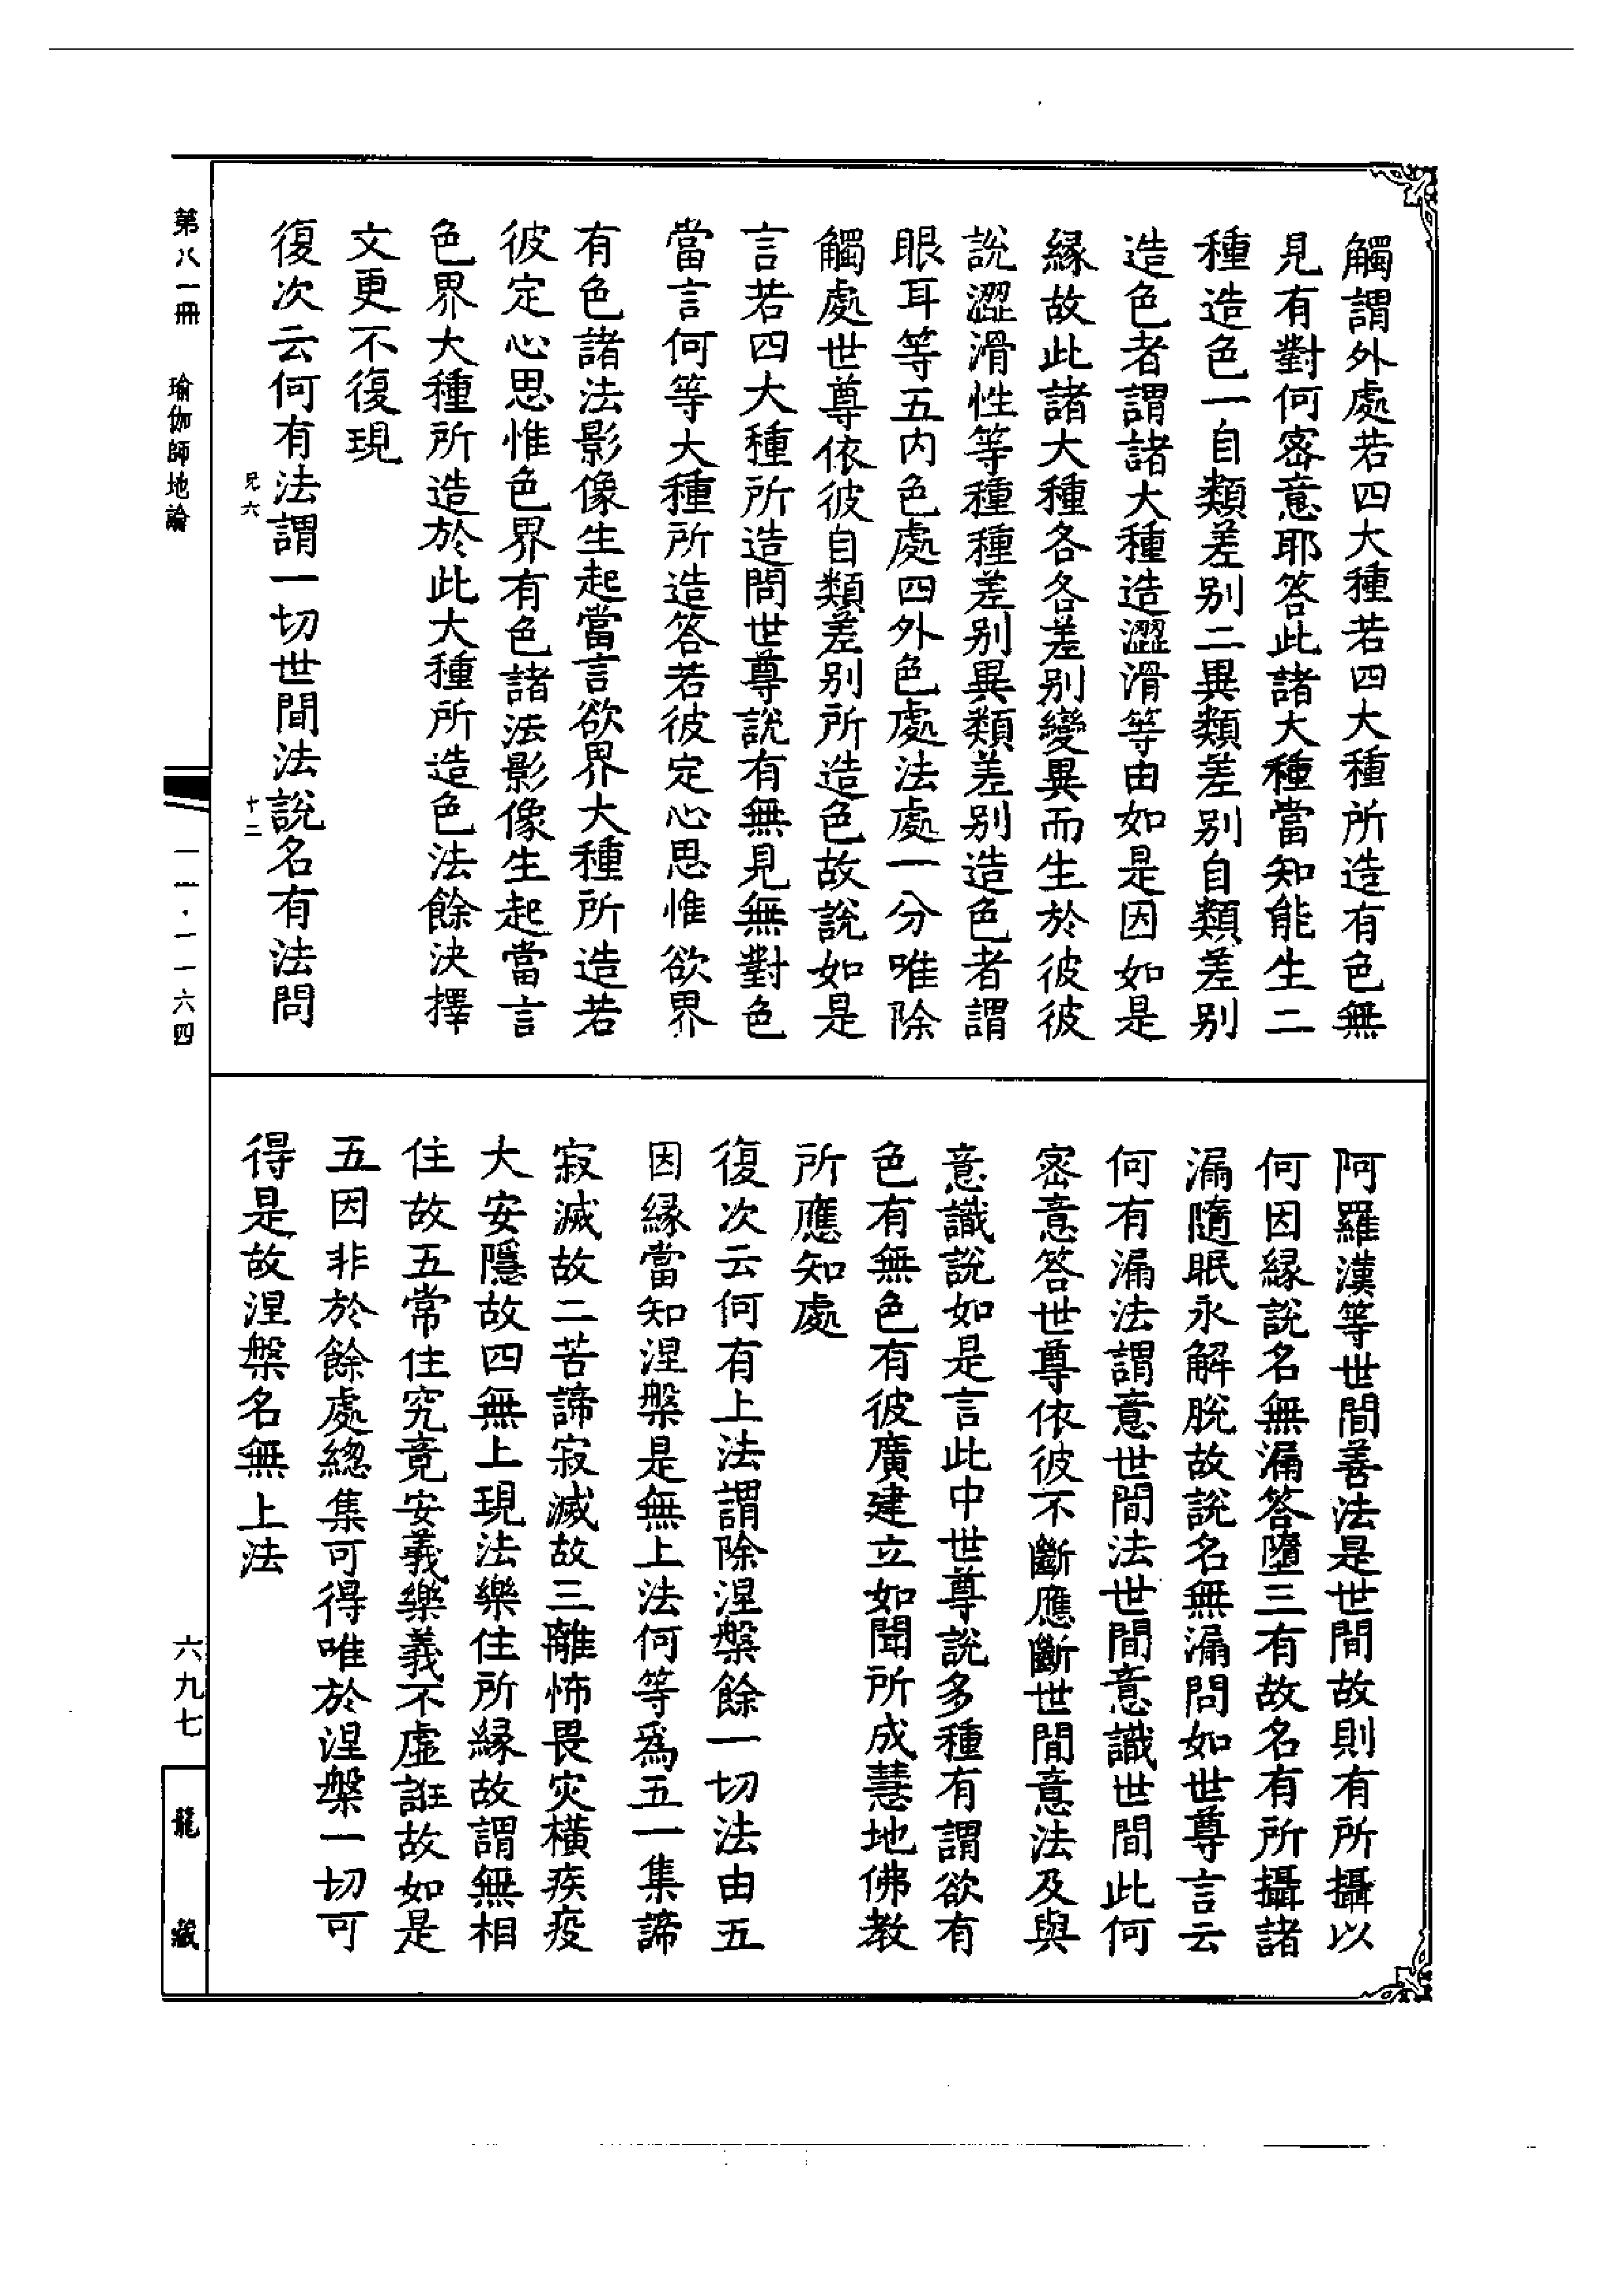 觸謂外處若四大種若四大種所造有色無
見有對何密意耶答此諸大種當知能生二
種造色一自類差別二異類差別自類差別
造色者謂諸大種造澀滑等由如是因如是
緣故此諸大種各各差別變異而生於彼彼
說澀滑性等種種差別異類差別造色者謂
眼耳等五內色處四外色處法處一分唯除
觸處世尊依彼自類差別所造色故說如是
言若四大種所造問世尊說有無見無對色
當言何等大種所造答若彼定心思惟欲界
有色諸法影像生起當言欲界大種所造若
彼定心思惟色界有色諸法影像生起當言
色界大種所造於此大種所造色法餘決擇
文更不復現
復次云何有法謂一切世間法說名有法問
阿羅漢等世間善法是世間故則有所攝以
何因緣說名無漏答墮三有故名有所攝諸
漏隨眠永解脫故說名無漏問如世尊言云
何有漏法謂意世間法世間意識世間此何
密意答世尊依彼不斷應斷世間意法及與
意識說如是言此中世尊說多種有謂欲有
色有無色有彼廣建立如聞所成慧地佛教
所應知處
復次云何有上法謂除涅槃餘一切法由五
因緣當知涅槃是無上法何等爲五一集諦
寂滅故二苦諦寂滅故三離怖畏災橫疾疫
大安隱故四無上現法樂住所緣故謂無相
住故五常住究竟安義樂義不虛誑故如是
五因非於餘處總集可得唯於涅槃一切可
得是故涅槃名無上法
第八一冊 瑜伽師地論 一一·一一六四 六九七 龍藏
十二